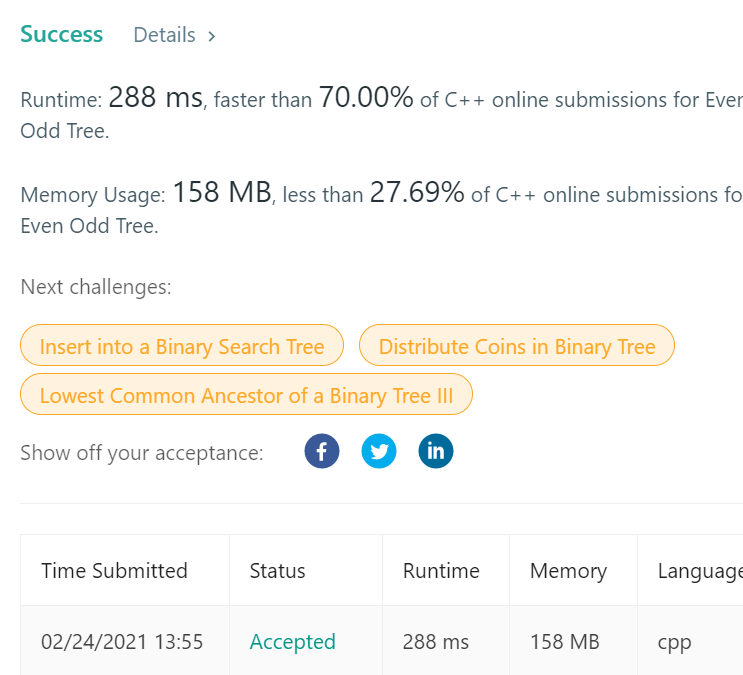 Success Details >
Runtime: 288 ms, faster than 70.00% of C++ online submissions for Even
Odd Tree.
Memory Usage: 158 MB, less than 27.69% of C++ online submissions fo
Even Odd Tree.
Next challenges:
Insert into a Binary Search Tree Distribute Coins in Binary Tree
Lowest Common Ancestor of a Binary Tree III
Show off your acceptance: f in
Time Submitted Status Runtime Memory Language
02/24/2021 13:55 Accepted 288 ms 158 MB cpp